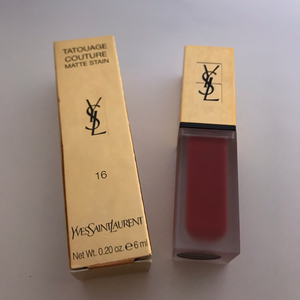 TATOUAGE
COUTURE
MATTE STAIN
YSL
16
YVESSAINTLAURENT
Net Wt. 0.20 oz. ℮ 6 ml
YSL